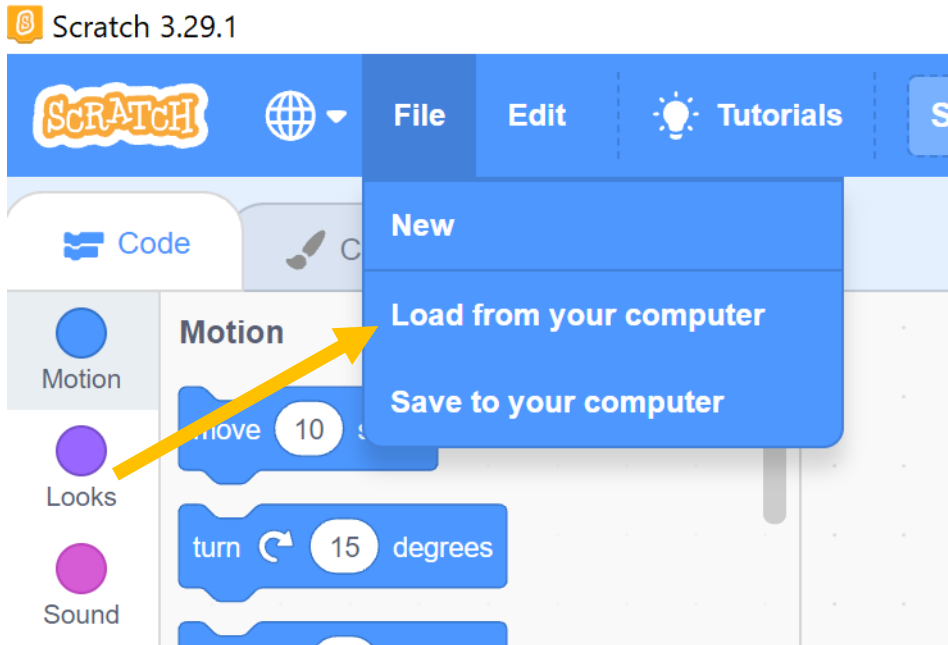 Scratch 3.29.1
SCRATCH File Edit Tutorials S
Code C
New
Load from your computer
Save to your computer
Motion
Motion
move 10 s
Looks
turn 15 degrees
Sound